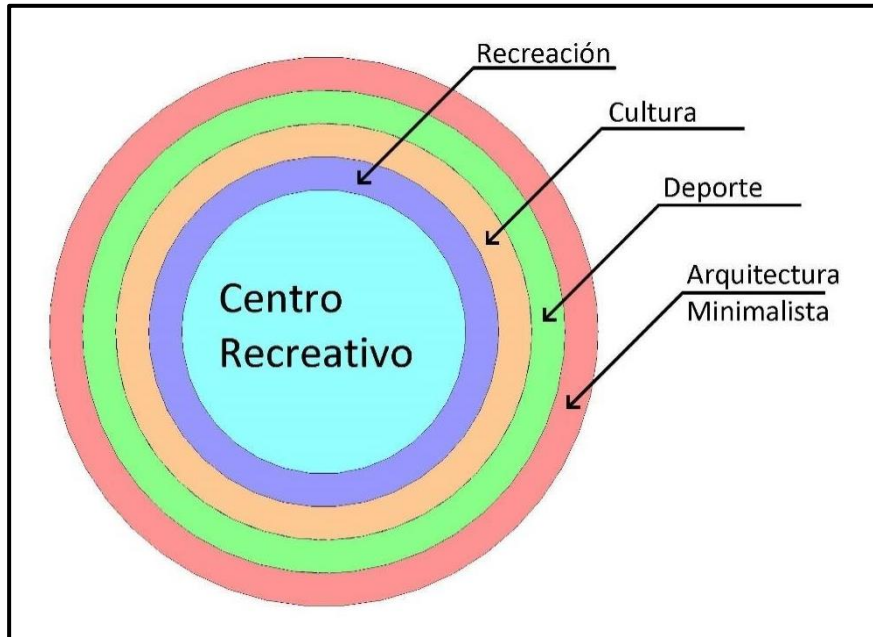 Recreación
Cultura
Deporte
Arquitectura
Minimalista
Centro
Recreativo